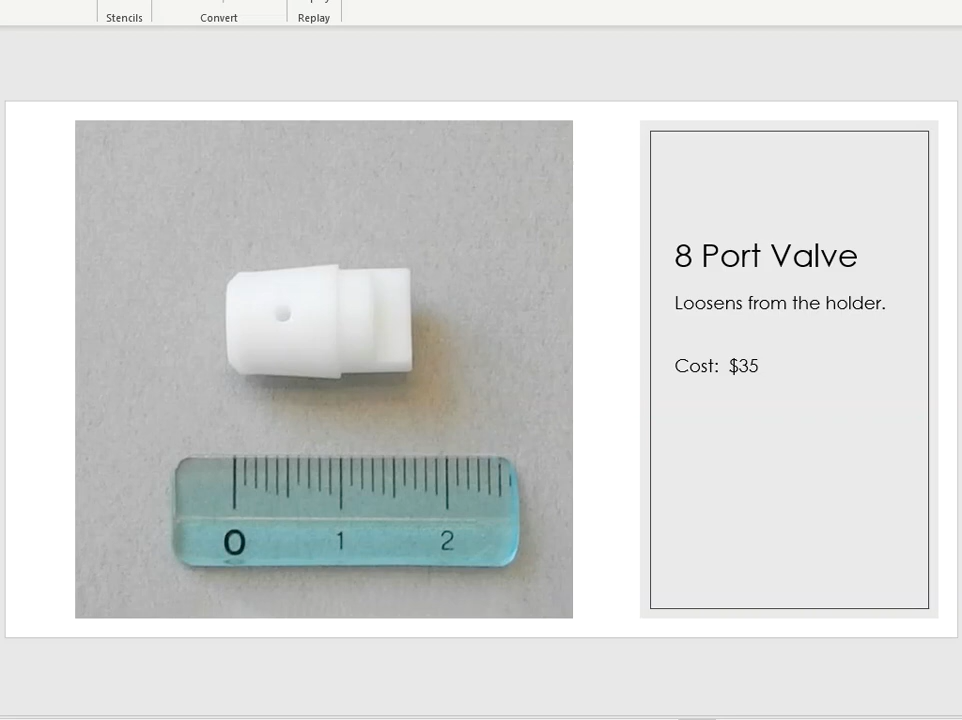 Stencils
Convert
Replay
8 Port Valve
Loosens from the holder.
Cost: $35
0
1
2